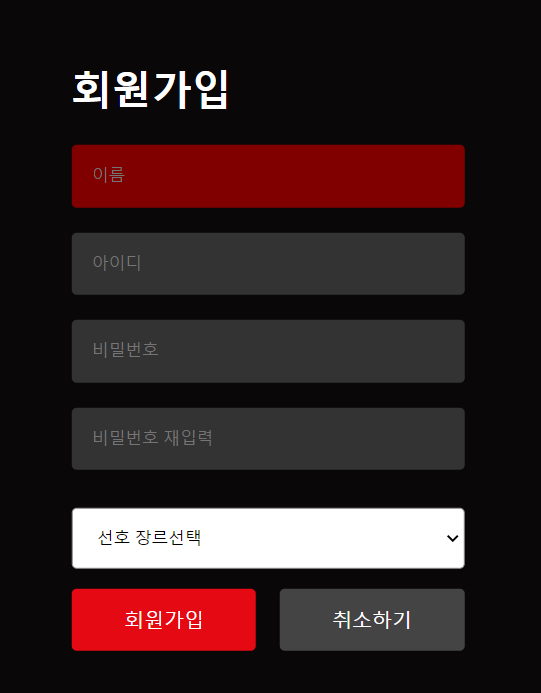 회원가입
이름
아이디
비밀번호
비밀번호 재입력
선호 장르선택
회원가입 취소하기